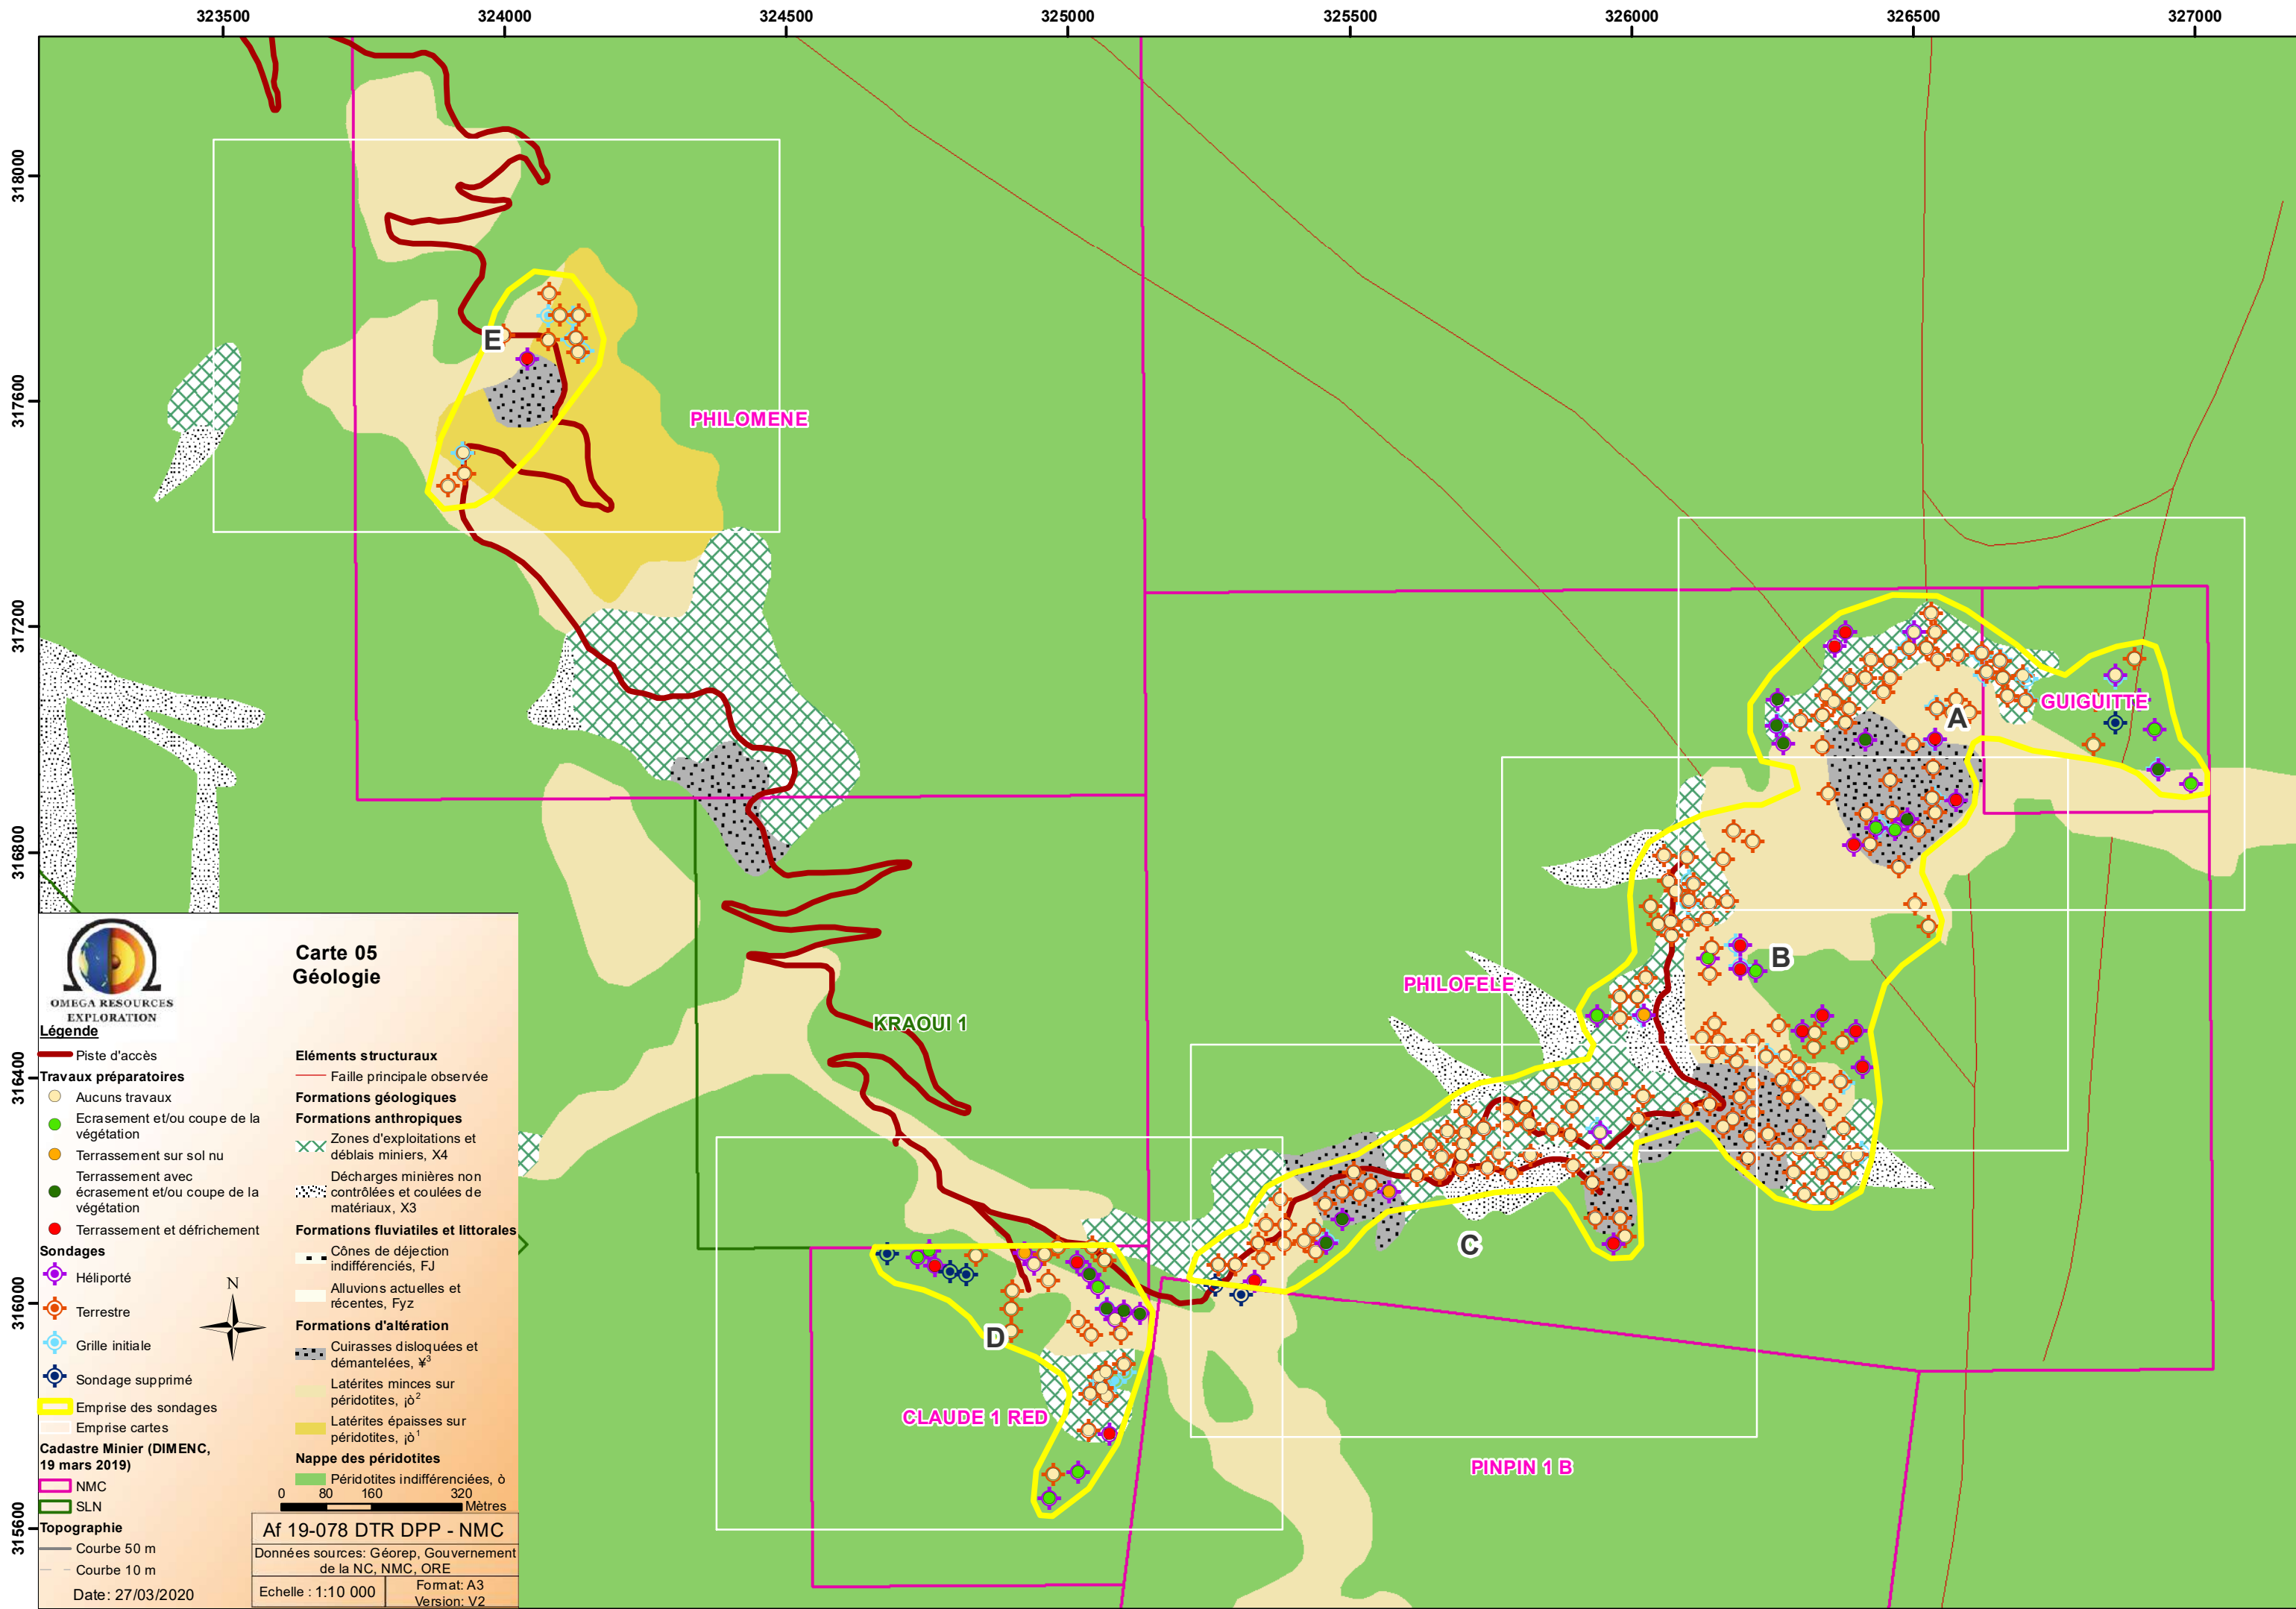 323500
324000
324500
325000
325500
326000
326500
327000
318000
317600
317200
316800
316400
316000
315600
E
PHILOMENE
GUIGUITTE
A
B
PHILOFELE
KRAOUI 1
C
D
CLAUDE 1 RED
PINPIN 1 B
OMEGA RESOURCES
EXPLORATION
Carte 05
Géologie
Légende
Piste d'accès
Travaux préparatoires
Aucuns travaux
Ecrasement et/ou coupe de la
végétation
Terrassement sur sol nu
Terrassement avec
écrasement et/ou coupe de la
végétation
Terrassement et défrichement
Sondages
Héliporté
Terrestre
Grille initiale
Sondage supprimé
Emprise des sondages
Emprise cartes
Cadastre Minier (DIMENC,
19 mars 2019)
NMC
SLN
Topographie
Courbe 50 m
Courbe 10 m
Date: 27/03/2020
N
Eléments structuraux
Faille principale observée
Formations géologiques
Formations anthropiques
Zones d'exploitations et
déblais miniers, X4
Décharges minières non
contrôlées et coulées de
matériaux, X3
Formations fluviatiles et littorales
Cônes de déjection
indifférenciés, FJ
Alluvions actuelles et
récentes, Fyz
Formations d'altération
Cuirasses disloquées et
démantelées, ¥³
Latérites minces sur
péridotites, ¡ò²
Latérites épaisses sur
péridotites, ¡ò¹
Nappe des péridotites
Péridotites indifférenciées, ò
0 80 160 320
Mètres
Af 19-078 DTR DPP - NMC
Données sources: Géorep, Gouvernement
de la NC, NMC, ORE
Echelle : 1:10 000
Format: A3
Version: V2